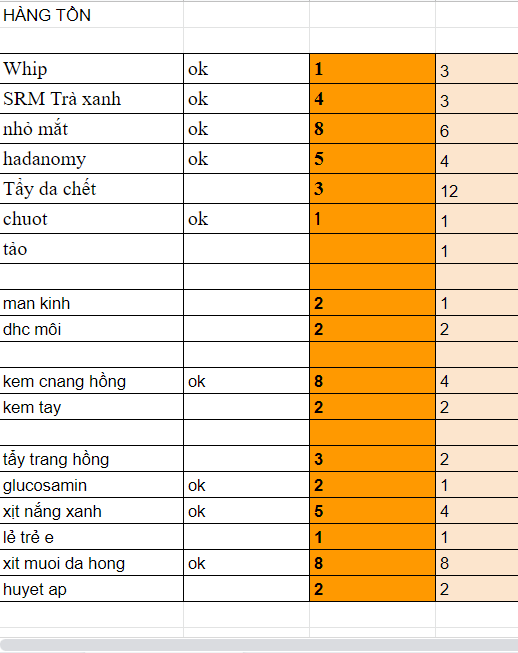 HÀNG TỒN
Whip ok 1 3
SRM Trà xanh ok 4 3
nhỏ mắt ok 8 6
hadanomy ok 5 4
Tẩy da chết 3 12
chuot ok 1 1
tảo 1
man kinh 2 1
dhc môi 2 2
kem cnang hồng ok 8 4
kem tay 2 2
tẩy trang hồng 3 2
glucosamin ok 2 1
xịt nắng xanh ok 5 4
lẻ trẻ e 1 1
xit muoi da hong ok 8 8
huyet ap 2 2